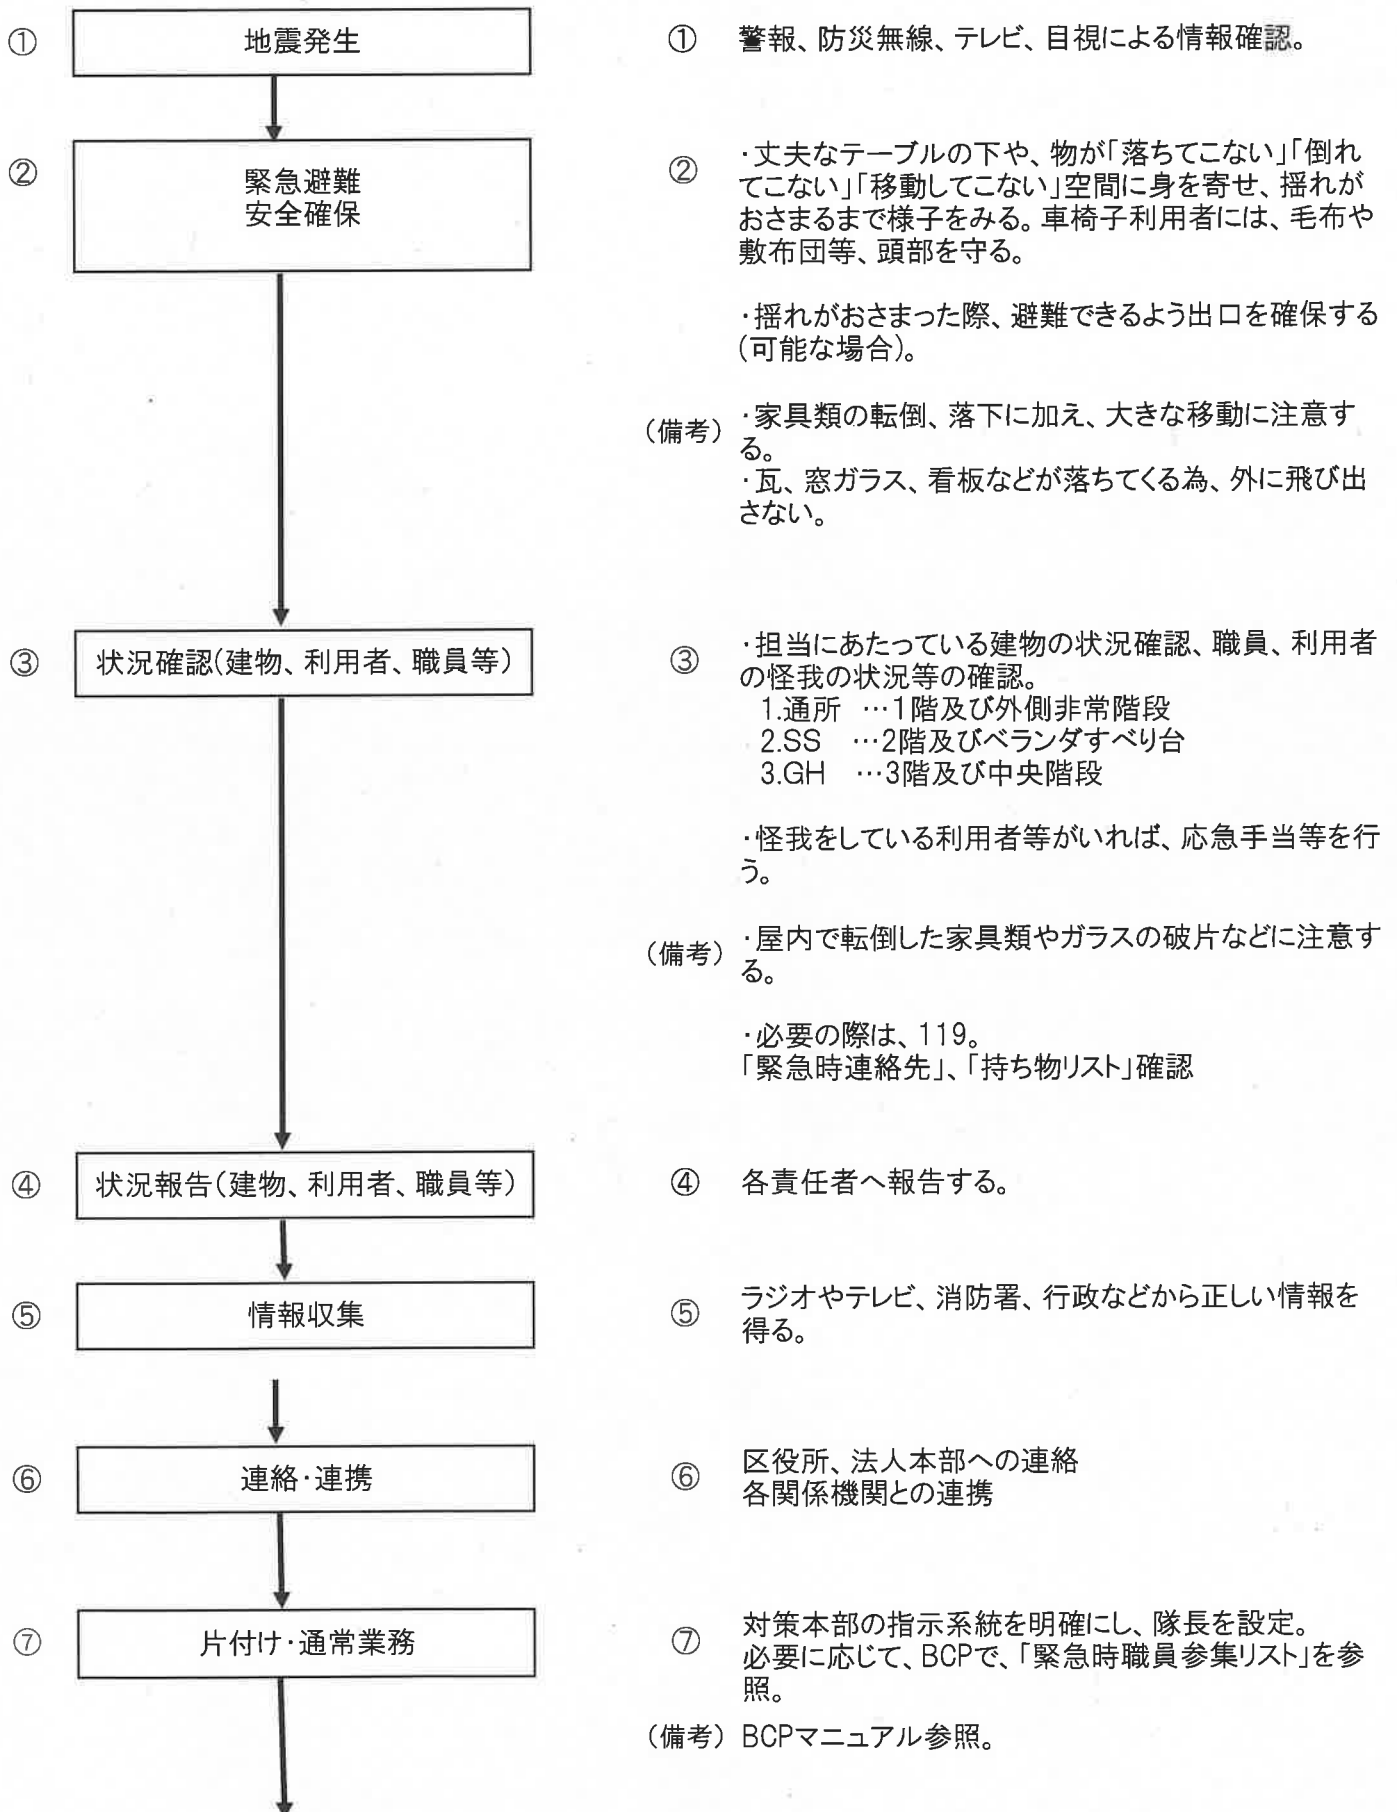 ① 地震発生
① 警報、防災無線、テレビ、目視による情報確認。
② 緊急避難
安全確保
② ・丈夫なテーブルの下や、物が「落ちてこない」「倒れ
てこない」「移動してこない」空間に身を寄せ、揺れが
おさまるまで様子をみる。車椅子利用者には、毛布や
敷布団等、頭部を守る。
・揺れがおさまった際、避難できるよう出口を確保する
(可能な場合)。
（備考） ・家具類の転倒、落下に加え、大きな移動に注意す
る。
・瓦、窓ガラス、看板などが落ちてくる為、外に飛び出
さない。
③ 状況確認(建物、利用者、職員等)
③ ・担当にあたっている建物の状況確認、職員、利用者
の怪我の状況等の確認。
1.通所 …1階及び外側非常階段
2.SS …2階及びベランダすべり台
3.GH …3階及び中央階段
・怪我をしている利用者等がいれば、応急手当等を行
う。
（備考） ・屋内で転倒した家具類やガラスの破片などに注意す
る。
・必要の際は、119。
「緊急時連絡先」、「持ち物リスト」確認
④ 状況報告(建物、利用者、職員等)
④ 各責任者へ報告する。
⑤ 情報収集
⑤ ラジオやテレビ、消防署、行政などから正しい情報を
得る。
⑥ 連絡・連携
⑥ 区役所、法人本部への連絡
各関係機関との連携
⑦ 片付け・通常業務
⑦ 対策本部の指示系統を明確にし、隊長を設定。
必要に応じて、BCPで、「緊急時職員参集リスト」を参
照。
（備考） BCPマニュアル参照。